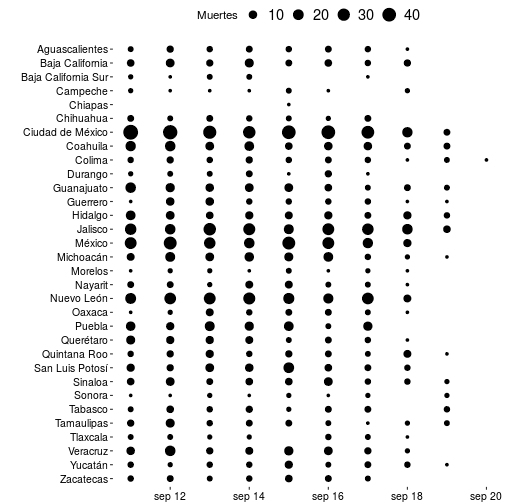 Muertes 10 20 30 40
Aguascalientes
Baja California
Baja California Sur
Campeche
Chiapas
Chihuahua
Ciudad de México
Coahuila
Colima
Durango
Guanajuato
Guerrero
Hidalgo
Jalisco
México
Michoacán
Morelos
Nayarit
Nuevo León
Oaxaca
Puebla
Querétaro
Quintana Roo
San Luis Potosí
Sinaloa
Sonora
Tabasco
Tamaulipas
Tlaxcala
Veracruz
Yucatán
Zacatecas
sep 12 sep 14 sep 16 sep 18 sep 20